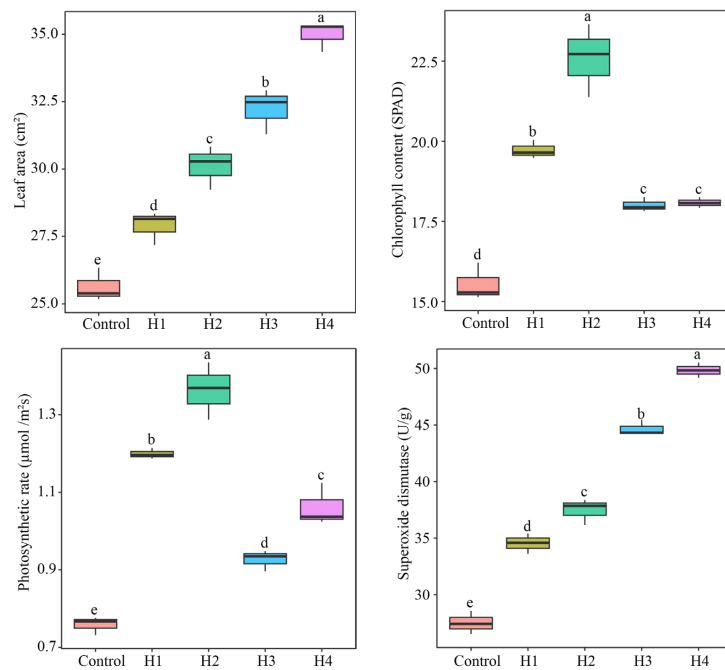 Leaf area (cm²)
35.0
32.5
30.0
27.5
25.0
a
b
c
d
e
Control H1 H2 H3 H4
Chlorophyll content (SPAD)
22.5
20.0
17.5
15.0
a
b
c c
d
Control H1 H2 H3 H4
Photosynthetic rate (μmol /m²s)
1.3
1.1
0.9
0.7
a
b
c
d
e
Control H1 H2 H3 H4
Superoxide dismutase (U/g)
50
45
40
35
30
a
b
c
d
e
Control H1 H2 H3 H4